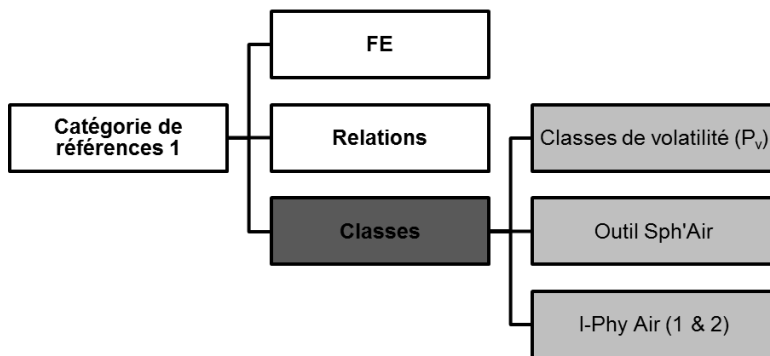 FE
Catégorie de
références 1
Relations
Classes
Classes de volatilité (Pv)
Outil Sph'Air
I-Phy Air (1 & 2)